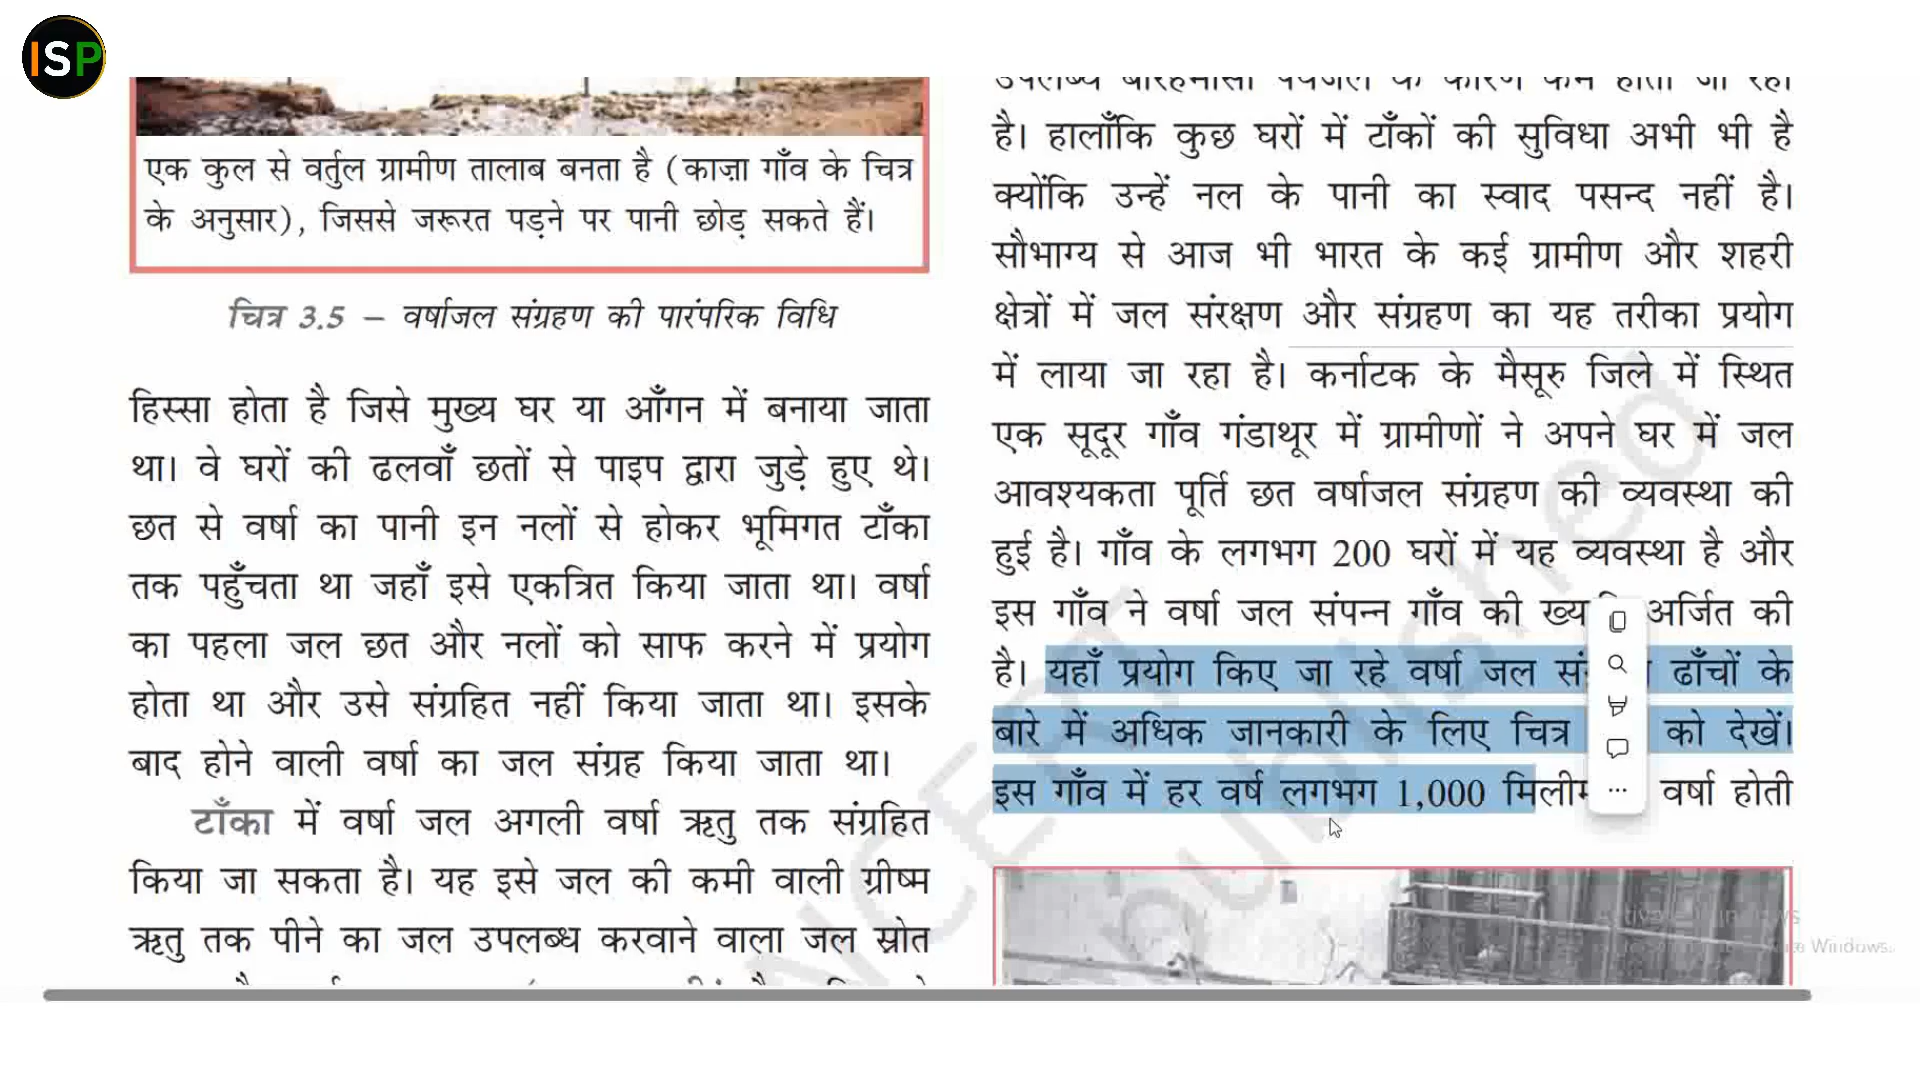 ISP
एक कुल से वर्तुल ग्रामीण तालाब बनता है (काज़ा गाँव के चित्र
के अनुसार), जिससे जरूरत पड़ने पर पानी छोड़ सकते हैं।
चित्र 3.5 – वर्षाजल संग्रहण की पारंपरिक विधि
हिस्सा होता है जिसे मुख्य घर या आँगन में बनाया जाता
था। वे घरों की ढलवाँ छतों से पाइप द्वारा जुड़े हुए थे।
छत से वर्षा का पानी इन नलों से होकर भूमिगत टाँका
तक पहुँचता था जहाँ इसे एकत्रित किया जाता था। वर्षा
का पहला जल छत और नलों को साफ करने में प्रयोग
होता था और उसे संग्रहित नहीं किया जाता था। इसके
बाद होने वाली वर्षा का जल संग्रह किया जाता था।
टाँका में वर्षा जल अगली वर्षा ऋतु तक संग्रहित
किया जा सकता है। यह इसे जल की कमी वाली ग्रीष्म
ऋतु तक पीने का जल उपलब्ध करवाने वाला जल स्रोत
उपलब्ध बारहमासी पेयजल के कारण कम होता जा रहा
है। हालाँकि कुछ घरों में टाँकों की सुविधा अभी भी है
क्योंकि उन्हें नल के पानी का स्वाद पसन्द नहीं है।
सौभाग्य से आज भी भारत के कई ग्रामीण और शहरी
क्षेत्रों में जल संरक्षण और संग्रहण का यह तरीका प्रयोग
में लाया जा रहा है। कर्नाटक के मैसूरु जिले में स्थित
एक सूदूर गाँव गंडाथूर में ग्रामीणों ने अपने घर में जल
आवश्यकता पूर्ति छत वर्षाजल संग्रहण की व्यवस्था की
हुई है। गाँव के लगभग 200 घरों में यह व्यवस्था है और
इस गाँव ने वर्षा जल संपन्न गाँव की अर्जित की
है। यहाँ प्रयोग किए जा रहे वर्षा जल ढाँचों के
बारे में अधिक जानकारी के लिए चित्र को देखें।
इस गाँव में हर वर्ष लगभग 1,000 वर्षा होती